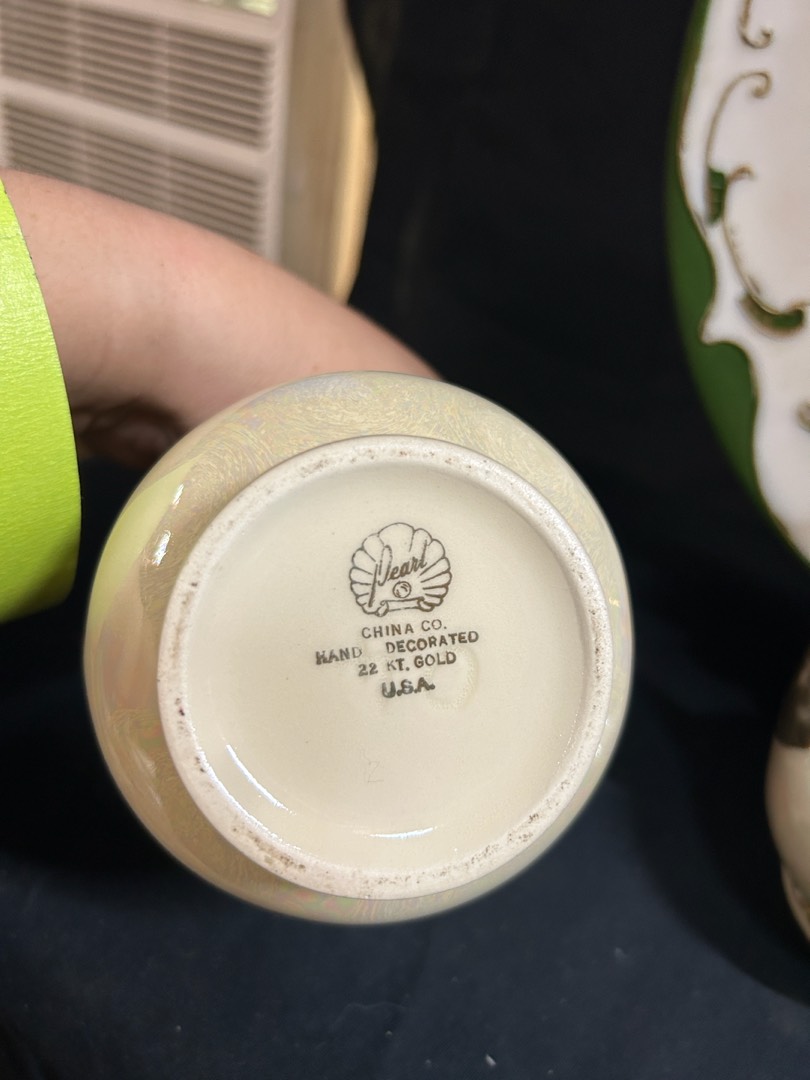 Pearl
CHINA CO.
HAND DECORATED
22 KT. GOLD
U.S.A.